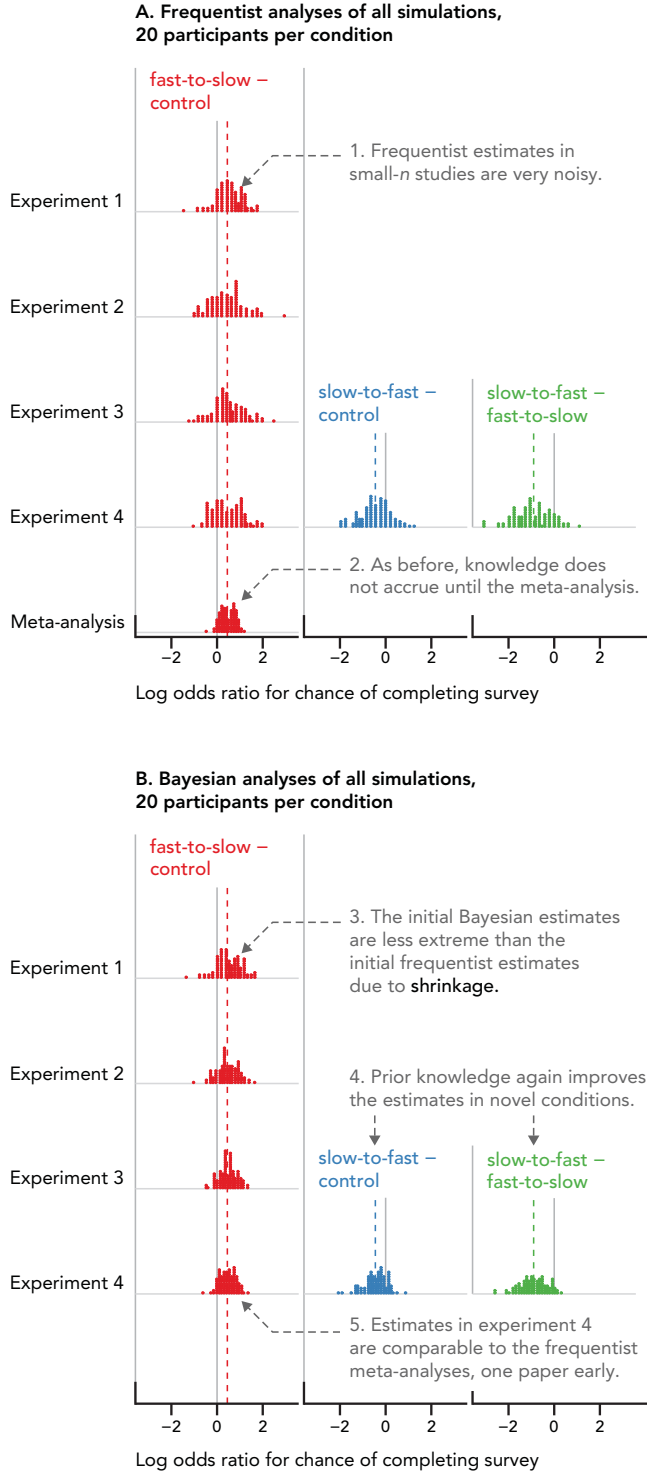 A. Frequentist analyses of all simulations,
20 participants per condition
fast-to-slow –
control
1. Frequentist estimates in
small-n studies are very noisy.
Experiment 1
Experiment 2
Experiment 3
slow-to-fast –
control
slow-to-fast –
fast-to-slow
Experiment 4
2. As before, knowledge does
not accrue until the meta-analysis.
Meta-analysis
−2 0 2 −2 0 2 −2 0 2
Log odds ratio for chance of completing survey
B. Bayesian analyses of all simulations,
20 participants per condition
fast-to-slow –
control
3. The initial Bayesian estimates
are less extreme than the
initial frequentist estimates
due to shrinkage.
Experiment 1
Experiment 2
4. Prior knowledge again improves
the estimates in novel conditions.
Experiment 3
slow-to-fast –
control
slow-to-fast –
fast-to-slow
Experiment 4
5. Estimates in experiment 4
are comparable to the frequentist
meta-analyses, one paper early.
−2 0 2 −2 0 2 −2 0 2
Log odds ratio for chance of completing survey